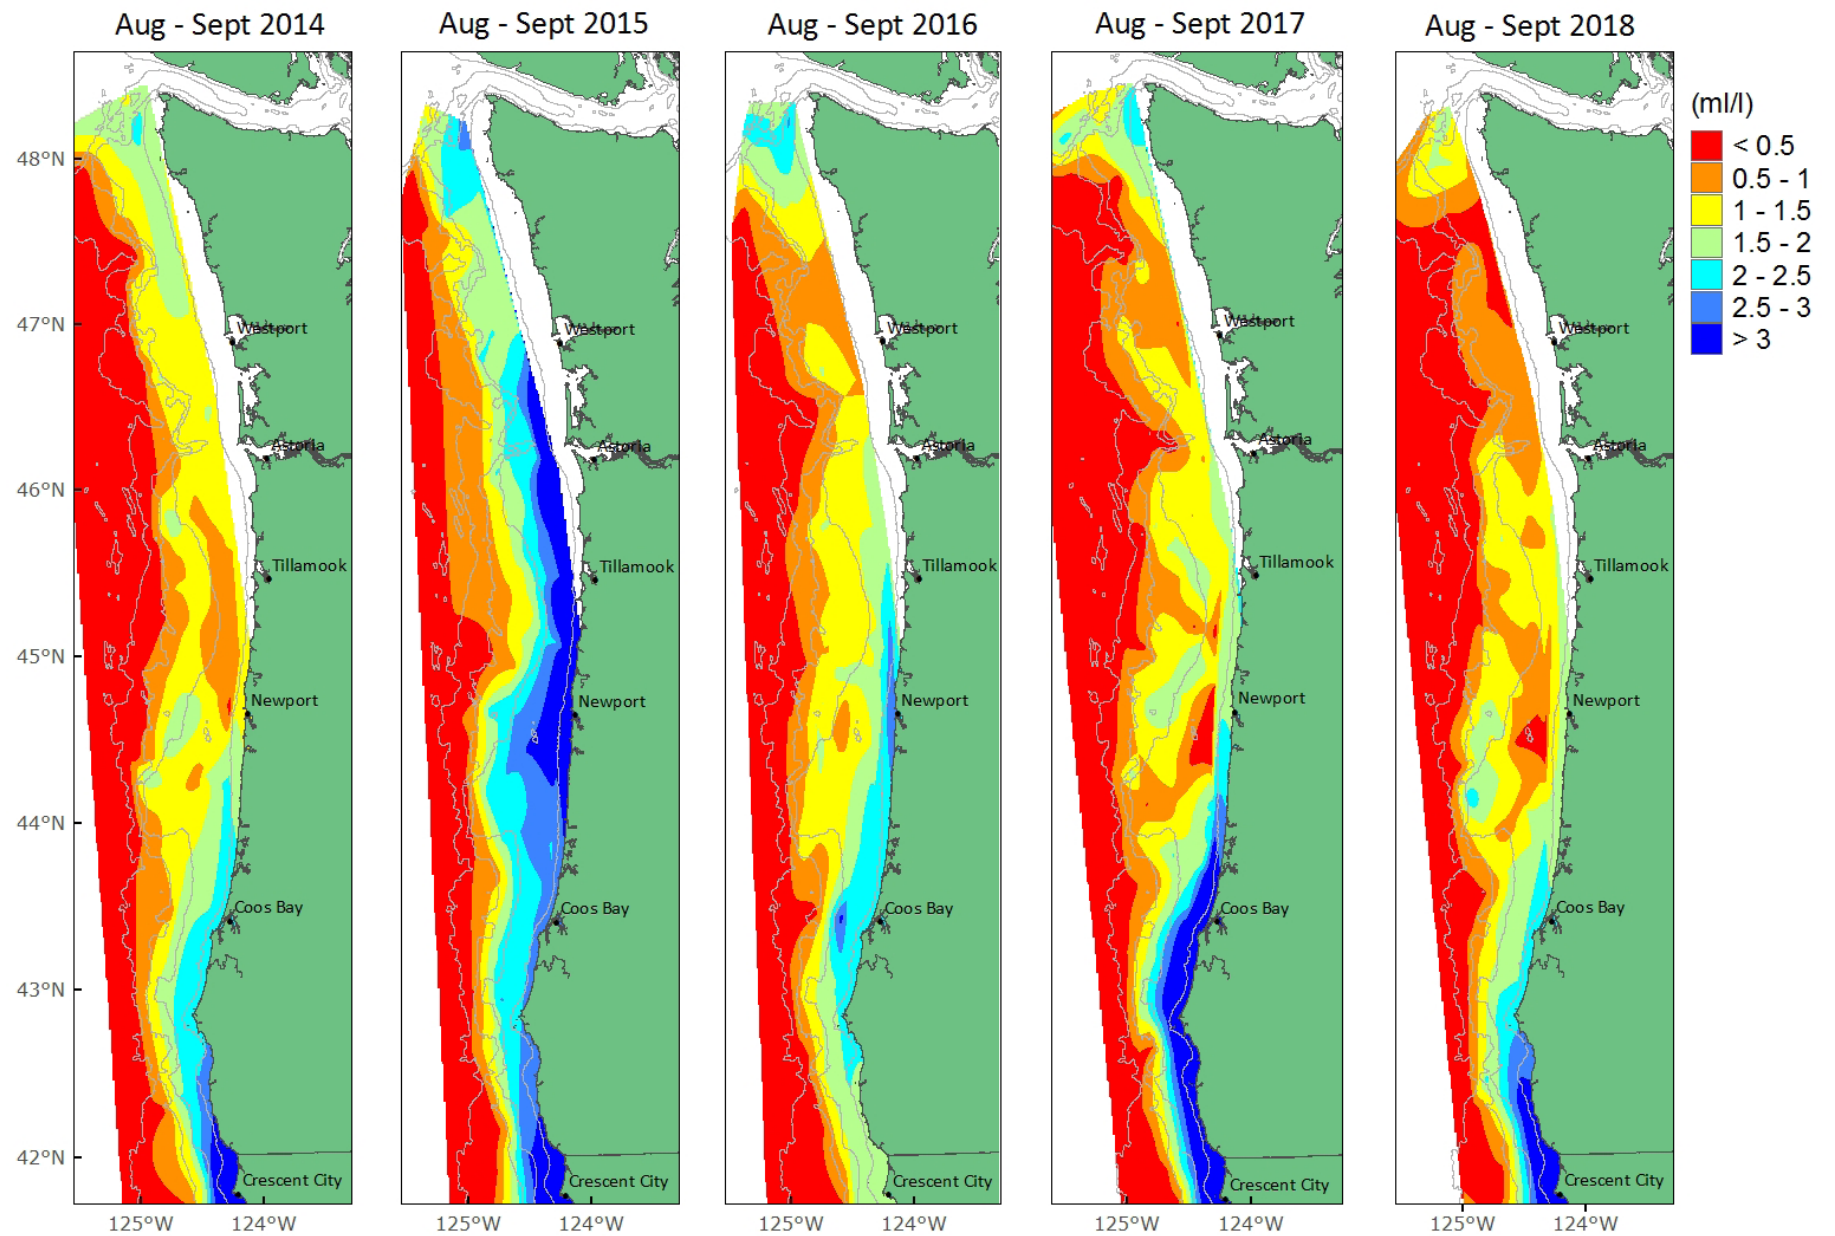 Aug - Sept 2014
Aug - Sept 2015
Aug - Sept 2016
Aug - Sept 2017
Aug - Sept 2018
(ml/l)
< 0.5
0.5 - 1
1 - 1.5
1.5 - 2
2 - 2.5
2.5 - 3
> 3
48°N
47°N
46°N
45°N
44°N
43°N
42°N
Westport
Astoria
Tillamook
Newport
Coos Bay
Crescent City
125°W 124°W
Westport
Astoria
Tillamook
Newport
Coos Bay
Crescent City
125°W 124°W
Westport
Astoria
Tillamook
Newport
Coos Bay
Crescent City
125°W 124°W
Westport
Astoria
Tillamook
Newport
Coos Bay
Crescent City
125°W 124°W
Westport
Astoria
Tillamook
Newport
Coos Bay
Crescent City
125°W 124°W